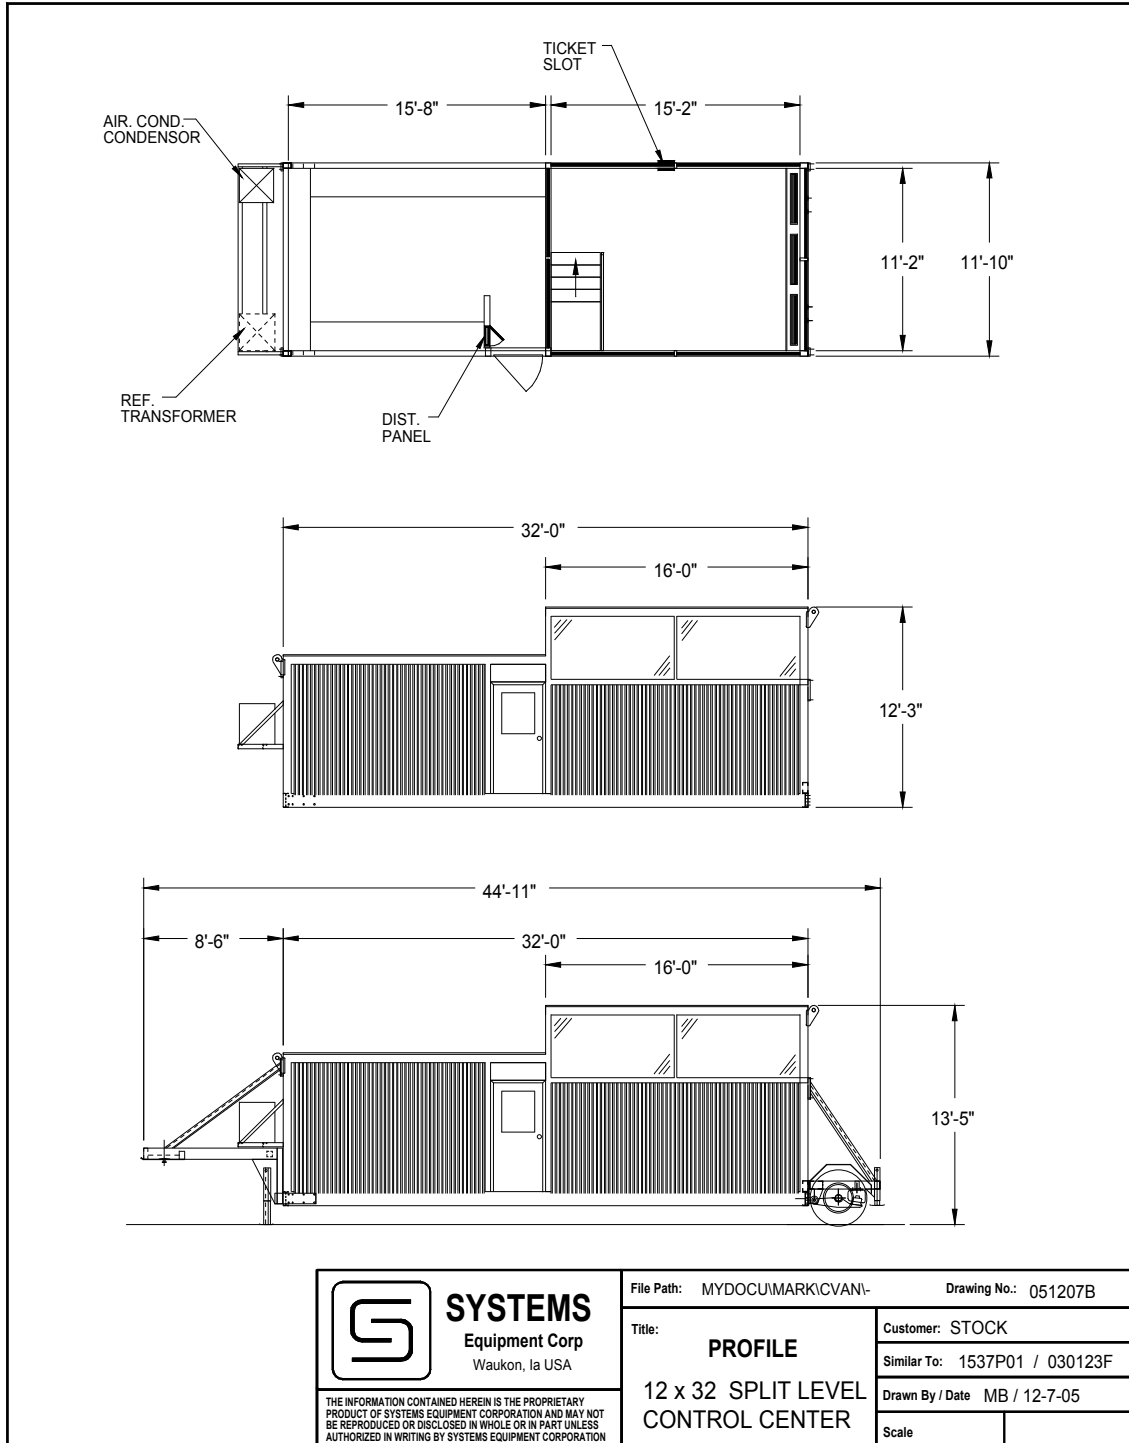 TICKET
SLOT
15'-8"
15'-2"
AIR. COND.
CONDENSOR
11'-2"
11'-10"
REF.
TRANSFORMER
DIST.
PANEL
32'-0"
16'-0"
12'-3"
44'-11"
8'-6"
32'-0"
16'-0"
13'-5"
SYSTEMS
Equipment Corp
Waukon, Ia USA
THE INFORMATION CONTAINED HEREIN IS THE PROPRIETARY
PRODUCT OF SYSTEMS EQUIPMENT CORPORATION AND MAY NOT
BE REPRODUCED OR DISCLOSED IN WHOLE OR IN PART UNLESS
AUTHORIZED IN WRITING BY SYSTEMS EQUIPMENT CORPORATION
File Path: MYDOCU\MARK\CVAN\-
Drawing No.: 051207B
Title:
PROFILE
12 x 32 SPLIT LEVEL
CONTROL CENTER
Customer: STOCK
Similar To: 1537P01 / 030123F
Drawn By / Date MB / 12-7-05
Scale